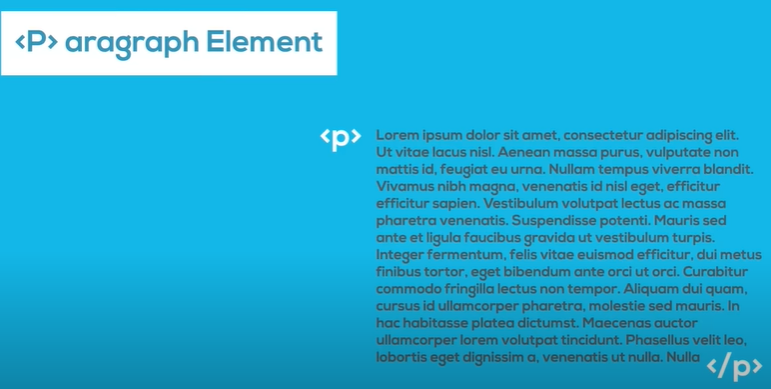 <P> aragraph Element
<p> Lorem ipsum dolor sit amet, consectetur adipiscing elit.
Ut vitae lacus nisl. Aenean massa purus, vulputate non
mattis id, feugiat eu urna. Nullam tempus viverra blandit.
Vivamus nibh magna, venenatis id nisl eget, efficitur
efficitur sapien. Vestibulum volutpat lectus ac massa
pharetra venenatis. Suspendisse potenti. Mauris sed
ante et ligula faucibus gravida ut vestibulum turpis.
Integer fermentum, felis vitae euismod efficitur, dui metus
finibus tortor, eget bibendum ante orci ut orci. Curabitur
commodo fringilla lectus non tempor. Aliquam dui quam,
cursus id ullamcorper pharetra, molestie sed mauris. In
hac habitasse platea dictumst. Maecenas auctor
ullamcorper lorem volutpat tincidunt. Phasellus velit leo,
lobortis eget dignissim a, venenatis ut nulla. Nulla </p>